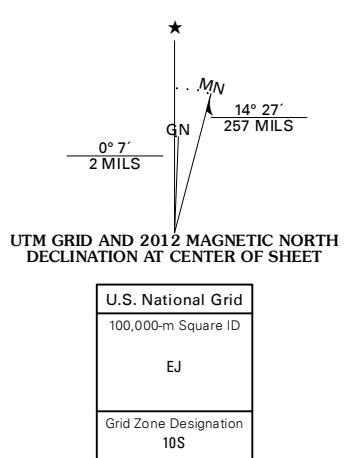 ★
MN
GN
14° 27´
257 MILS
0° 7´
2 MILS
UTM GRID AND 2012 MAGNETIC NORTH
DECLINATION AT CENTER OF SHEET
U.S. National Grid
100,000-m Square ID
EJ
Grid Zone Designation
10S